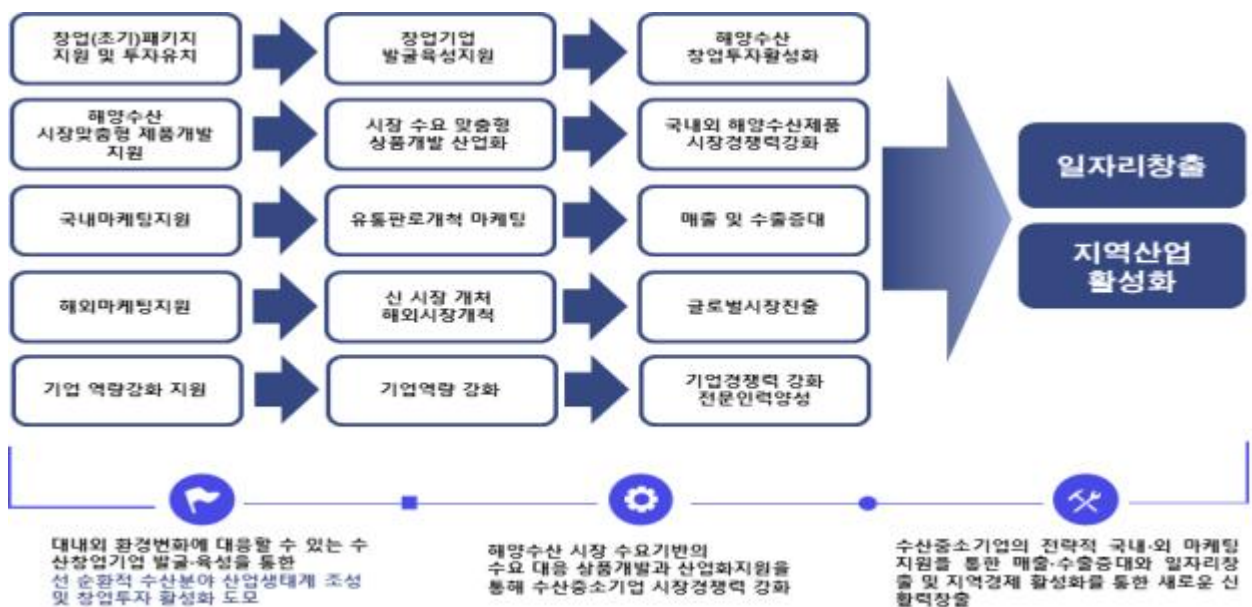 창업(초기)패키지
지원 및 투자유치
창업기업
발굴육성지원
해양수산
창업투자활성화
해양수산
시장맞춤형 제품개발
지원
시장 수요 맞춤형
상품개발 산업화
국내외 해양수산제품
시장경쟁력강화
국내마케팅지원
유통판로개척 마케팅
매출 및 수출증대
해외마케팅지원
신 시장 개처
해외시장개척
글로벌시장진출
기업 역량강화 지원
기업역량 강화
기업경쟁력 강화
전문인력양성
일자리창출
지역산업
활성화
대내외 환경변화에 대응할 수 있는 수
산창업기업 발굴·육성을 통한
선 순환적 수산분야 산업생태계 조성
및 창업투자 활성화 도모
해양수산 시장 수요기반의
수요 대응 상품개발과 산업화지원을
통해 수산중소기업 시장경쟁력 강화
수산중소기업의 전략적 국내·외 마케팅
지원을 통한 매출·수출증대와 일자리창
출 및 지역경제 활성화를 통한 새로운 신
활력창출